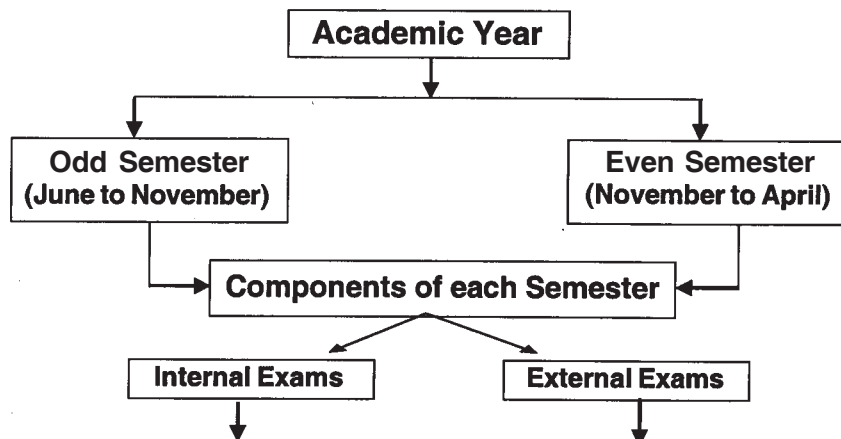 Academic Year
Odd Semester
(June to November)
Even Semester
(November to April)
Components of each Semester
Internal Exams
External Exams